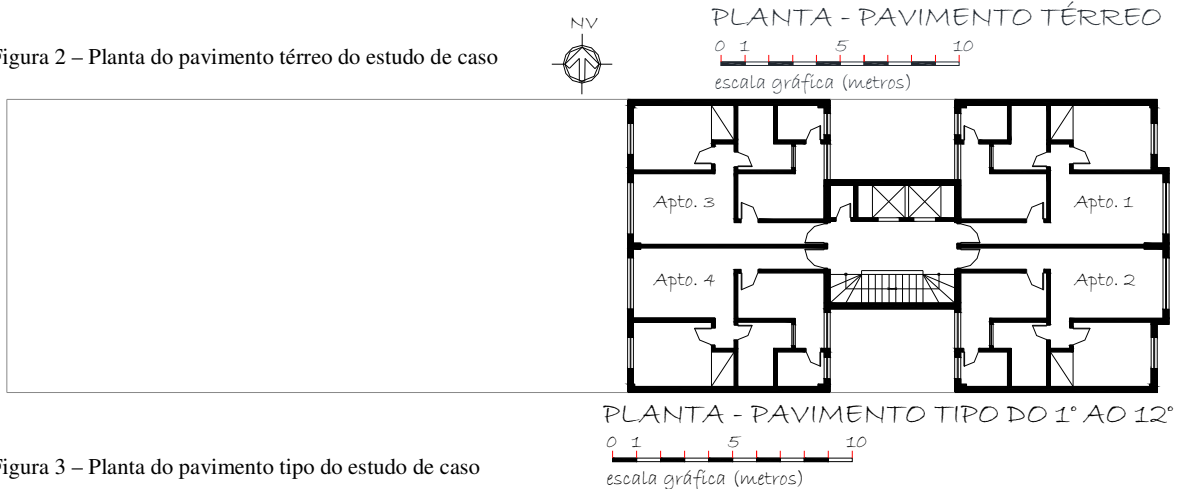 NV
PLANTA - PAVIMENTO TÉRREO
0 1 5 10
escala gráfica (metros)
Figura 2 – Planta do pavimento térreo do estudo de caso
Apto. 3
Apto. 1
Apto. 4
Apto. 2
PLANTA - PAVIMENTO TIPO DO 1° AO 12°
0 1 5 10
escala gráfica (metros)
Figura 3 – Planta do pavimento tipo do estudo de caso